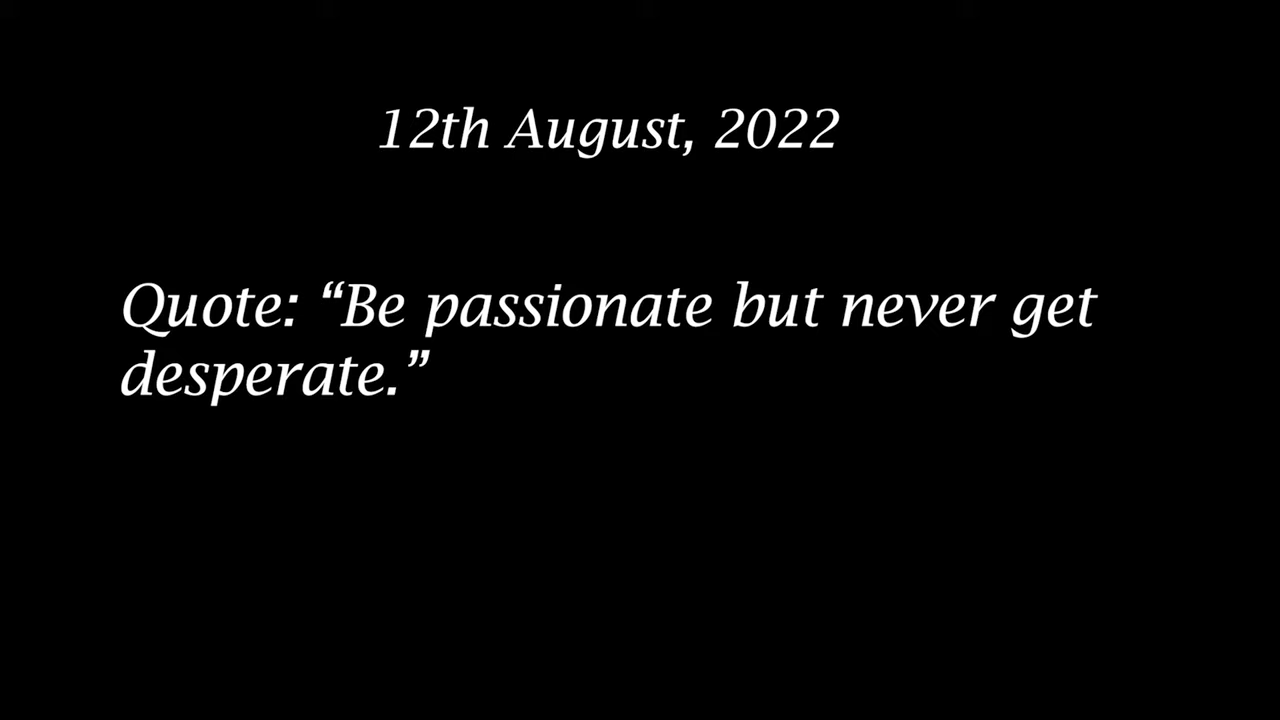 12th August, 2022
Quote: “Be passionate but never get
desperate.”